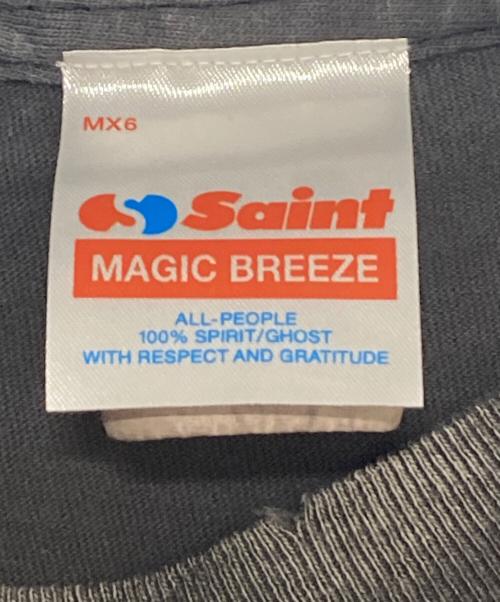 MX6
Saint
MAGIC BREEZE
ALL-PEOPLE
100% SPIRIT/GHOST
WITH RESPECT AND GRATITUDE